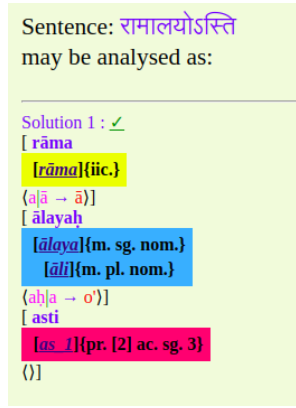 Sentence: रामालयोऽस्ति
may be analysed as:
Solution 1 : ✓
[ rāma
[rāma]{iic.}
⟨a|ā → ā⟩]
[ ālayaḥ
[ālaya]{m. sg. nom.}
[āli]{m. pl. nom.}
⟨aḥ|a → o'⟩]
[ asti
[as_1]{pr. [2] ac. sg. 3}
⟨⟩]